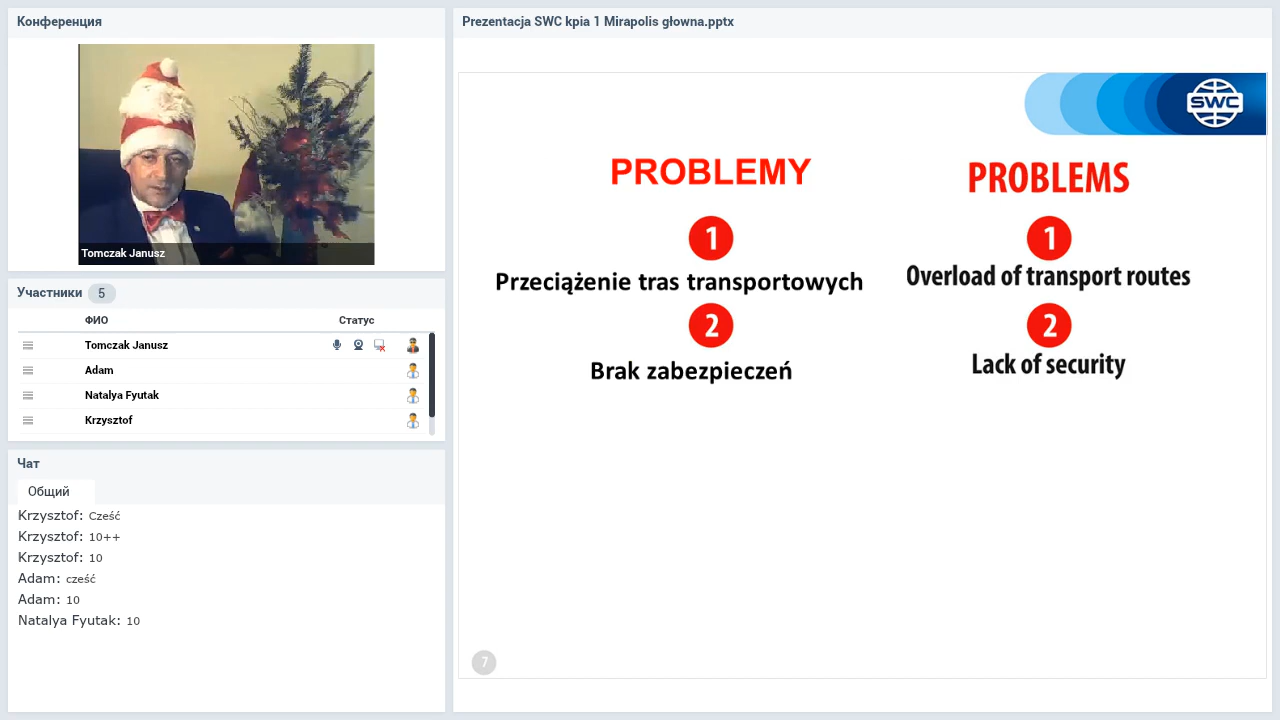 Конференция
Tomczak Janusz
Участники 5
ФИО Статус
Tomczak Janusz
Adam
Natalya Fyutak
Krzysztof
Чат
Общий
Krzysztof: Cześć
Krzysztof: 10++
Krzysztof: 10
Adam: cześć
Adam: 10
Natalya Fyutak: 10
Prezentacja SWC kpia 1 Mirapolis głowna.pptx
SWC
PROBLEMY
1
Przeciążenie tras transportowych
2
Brak zabezpieczeń
PROBLEMS
1
Overload of transport routes
2
Lack of security
7